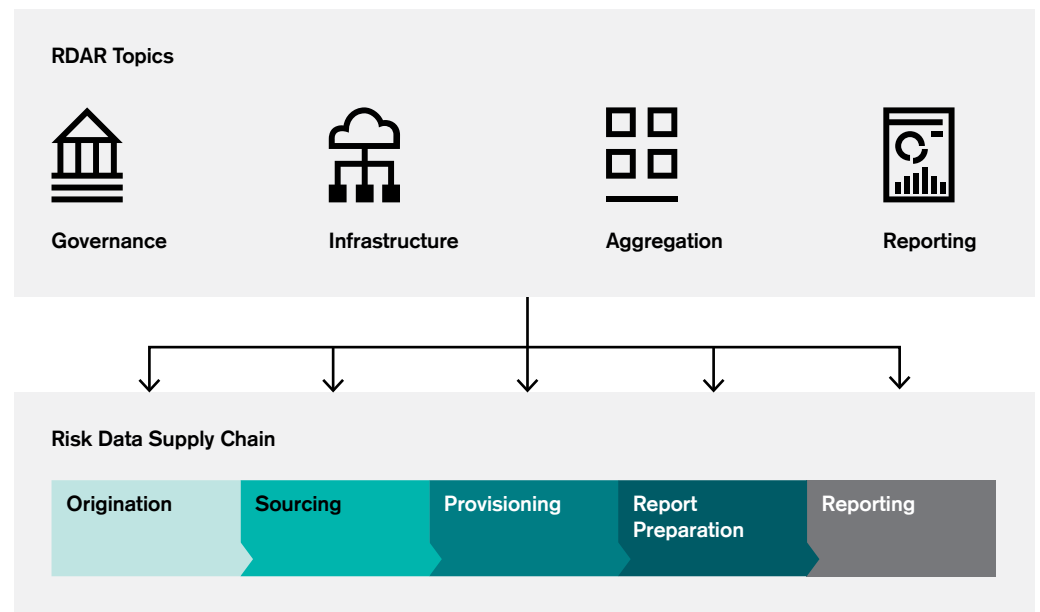 RDAR Topics
Governance
Infrastructure
Aggregation
Reporting
Risk Data Supply Chain
Origination
Sourcing
Provisioning
Report
Preparation
Reporting